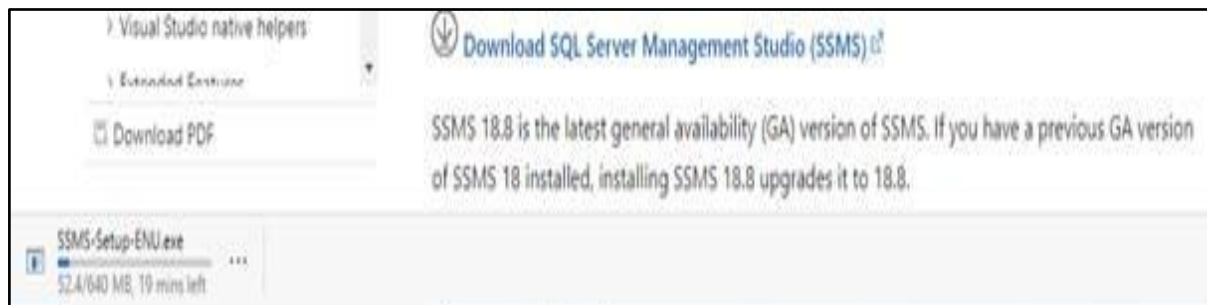 Visual Studio native helpers
Extended Features
Download PDF
Download SQL Server Management Studio (SSMS)
SSMS 18.8 is the latest general availability (GA) version of SSMS. If you have a previous GA version
of SSMS 18 installed, installing SSMS 18.8 upgrades it to 18.8.
SSMS-Setup-ENU.exe
52.4/640 MB, 19 mins left